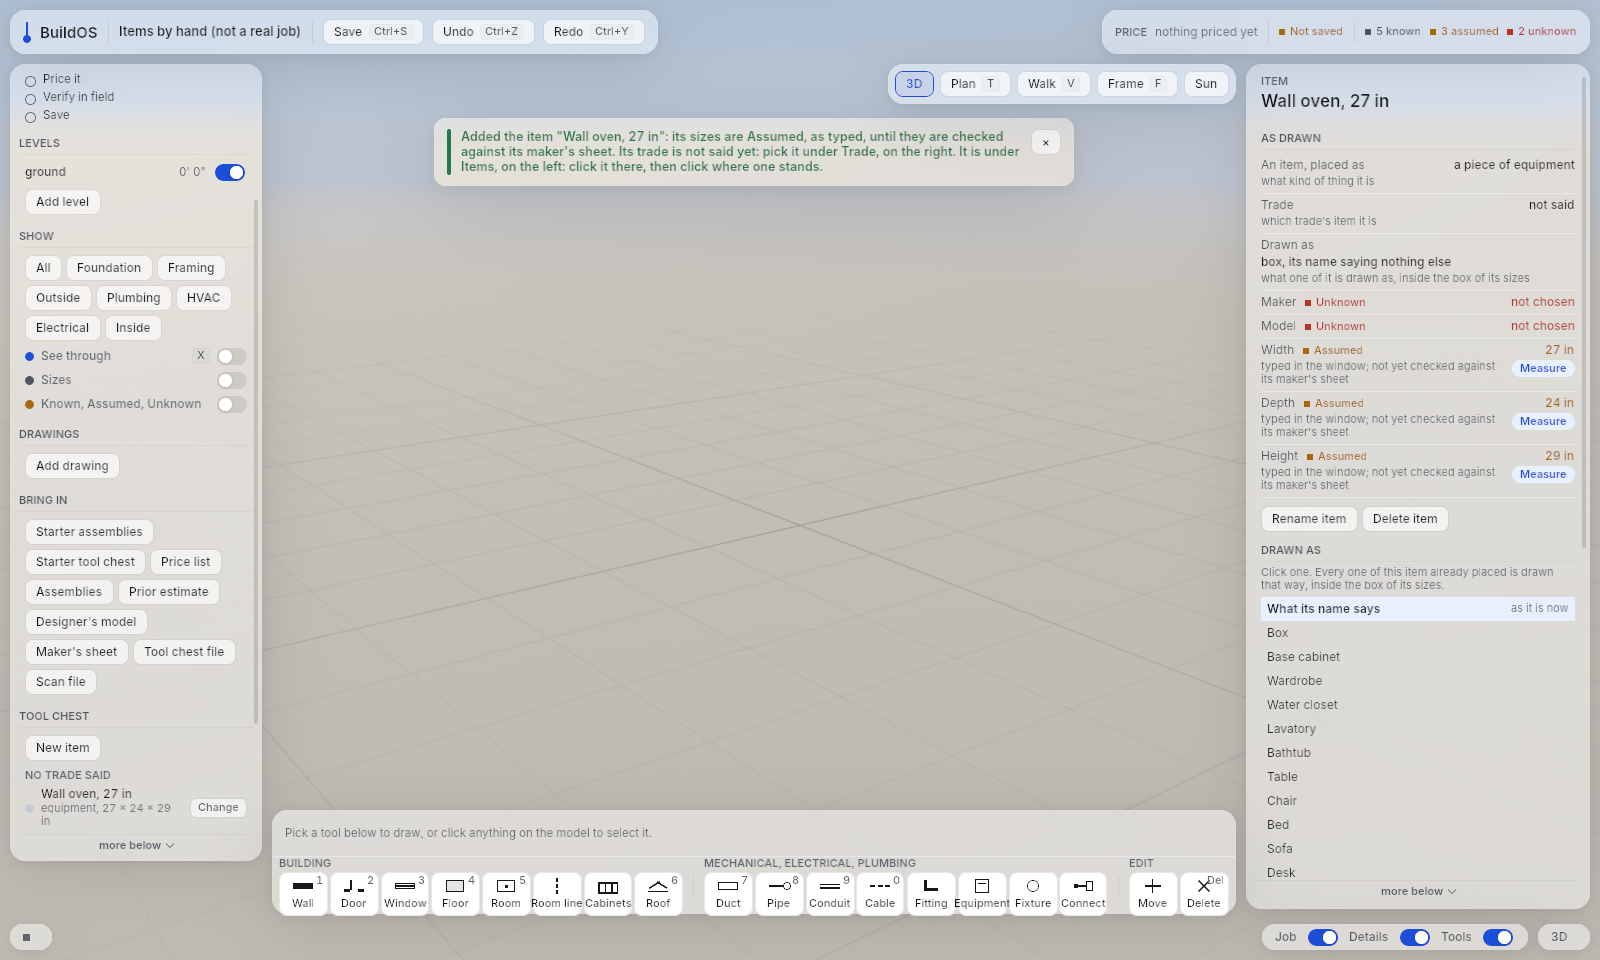 BuildOS
Items by hand (not a real job)
Save Ctrl+S
Undo Ctrl+Z
Redo Ctrl+Y
PRICE nothing priced yet
Not saved
5 known 3 assumed 2 unknown
Price it
Verify in field
Save
LEVELS
ground 0' 0"
Add level
SHOW
All Foundation Framing
Outside Plumbing HVAC
Electrical Inside
See through X
Sizes
Known, Assumed, Unknown
DRAWINGS
Add drawing
BRING IN
Starter assemblies
Starter tool chest Price list
Assemblies Prior estimate
Designer's model
Maker's sheet Tool chest file
Scan file
TOOL CHEST
New item
NO TRADE SAID
Wall oven, 27 in
equipment, 27 × 24 × 29
in
Change
more below
3D Plan T Walk V Frame F Sun
Added the item "Wall oven, 27 in": its sizes are Assumed, as typed, until they are checked
against its maker's sheet. Its trade is not said yet: pick it under Trade, on the right. It is under
Items, on the left: click it there, then click where one stands.
×
Pick a tool below to draw, or click anything on the model to select it.
BUILDING
1 Wall
2 Door
3 Window
4 Floor
5 Room
Room line
Cabinets
6 Roof
MECHANICAL, ELECTRICAL, PLUMBING
7 Duct
8 Pipe
9 Conduit
0 Cable
Fitting
Equipment
Fixture
Connect
EDIT
Move
Del Delete
ITEM
Wall oven, 27 in
AS DRAWN
An item, placed as a piece of equipment
what kind of thing it is
Trade not said
which trade's item it is
Drawn as
box, its name saying nothing else
what one of it is drawn as, inside the box of its sizes
Maker Unknown not chosen
Model Unknown not chosen
Width Assumed 27 in
typed in the window; not yet checked against
its maker's sheet
Measure
Depth Assumed 24 in
typed in the window; not yet checked against
its maker's sheet
Measure
Height Assumed 29 in
typed in the window; not yet checked against
its maker's sheet
Measure
Rename item Delete item
DRAWN AS
Click one. Every one of this item already placed is drawn
that way, inside the box of its sizes.
What its name says as it is now
Box
Base cabinet
Wardrobe
Water closet
Lavatory
Bathtub
Table
Chair
Bed
Sofa
Desk
more below
Job Details Tools 3D